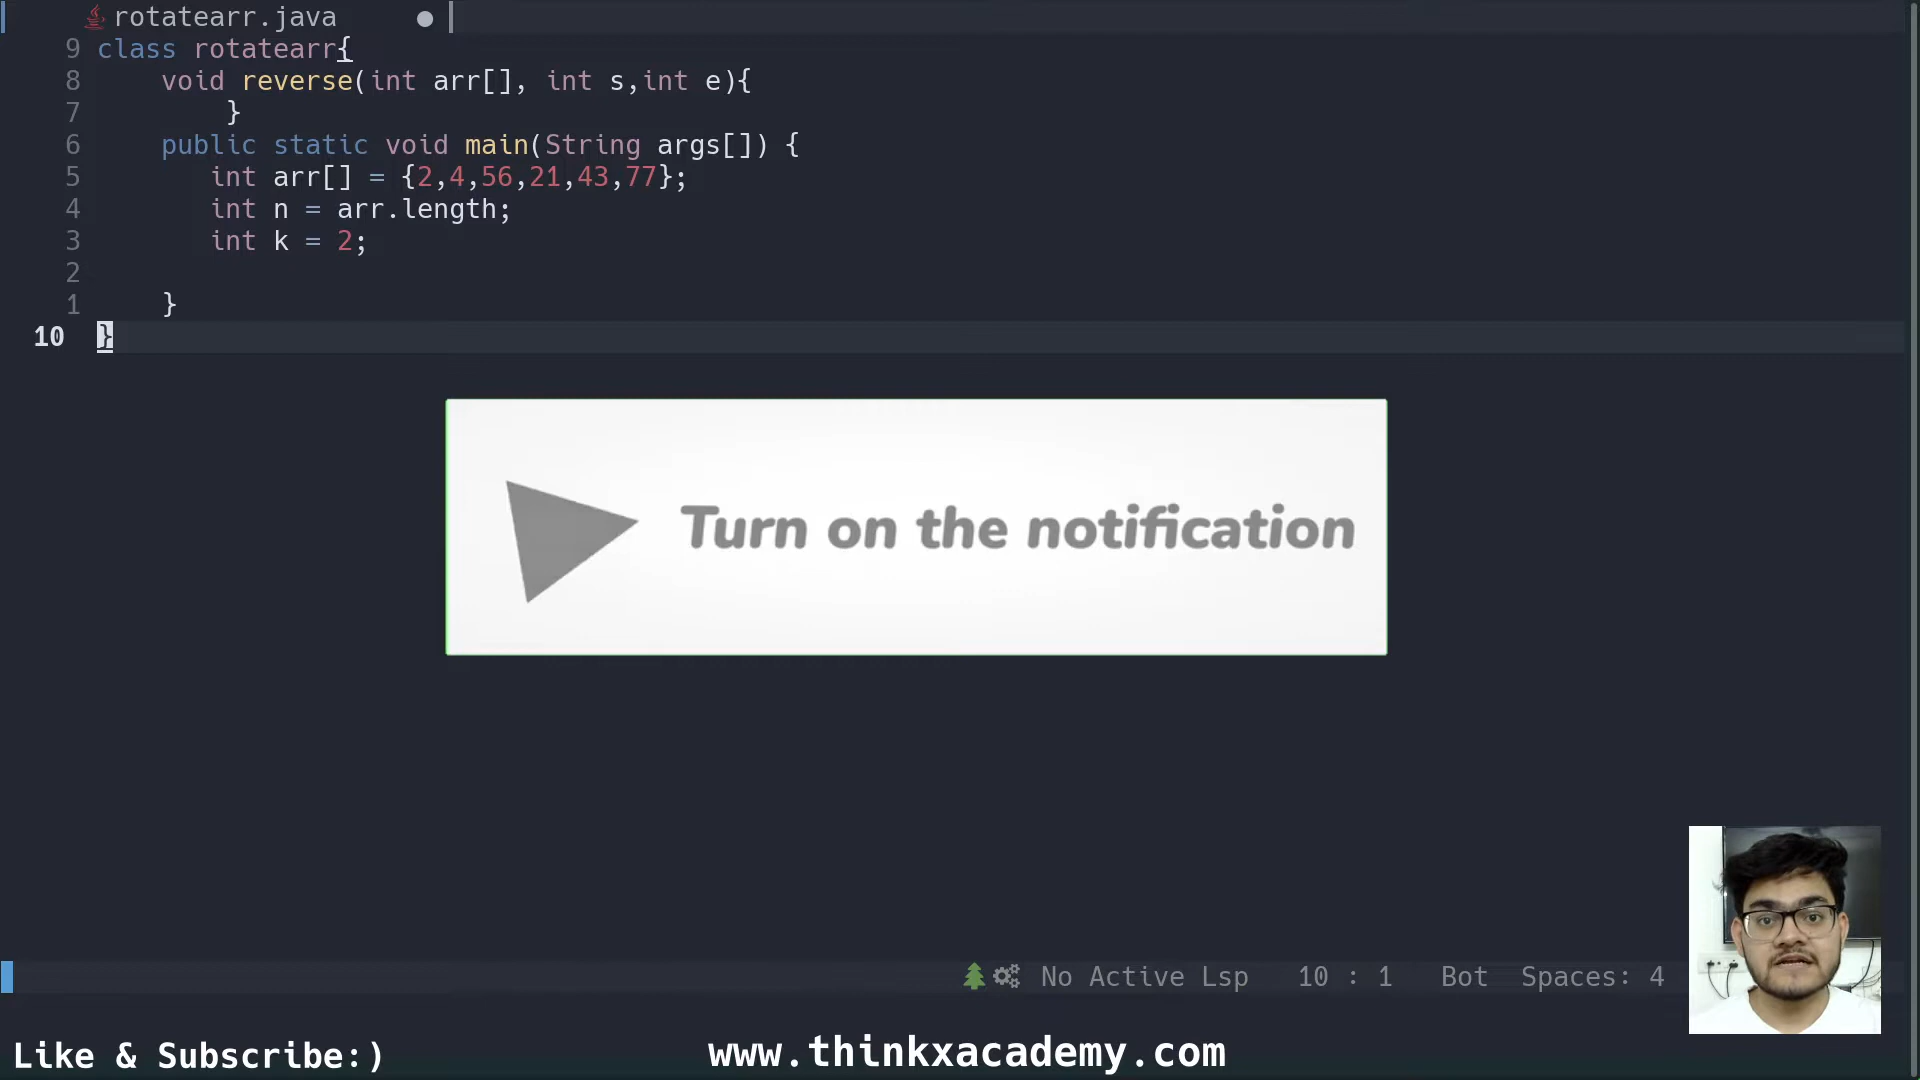 rotatearr.java
9 class rotatearr{
8 void reverse(int arr[], int s,int e){
7 }
6 public static void main(String args[]) {
5 int arr[] = {2,4,56,21,43,77};
4 int n = arr.length;
3 int k = 2;
2
1 }
10 }
Turn on the notification
No Active Lsp 10 : 1 Bot Spaces: 4
Like & Subscribe:) www.thinkxacademy.com